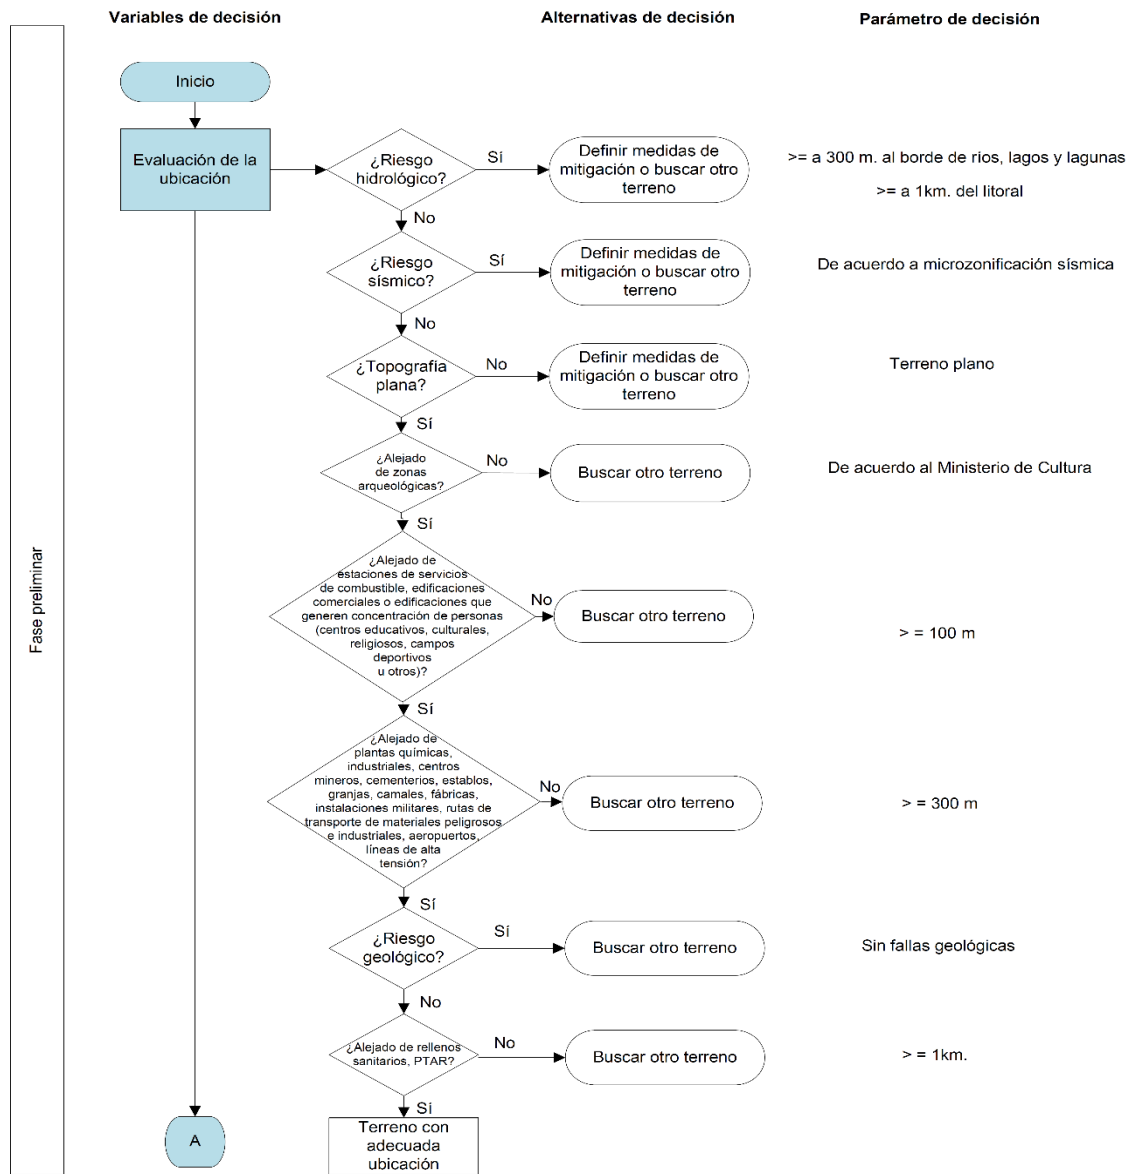 Variables de decisión
Alternativas de decisión
Parámetro de decisión
Fase preliminar
Inicio
Evaluación de la
ubicación
¿Riesgo
hidrológico?
Sí
Definir medidas de
mitigación o buscar otro
terreno
>= a 300 m. al borde de ríos, lagos y lagunas
>= a 1km. del litoral
No
¿Riesgo
sísmico?
Sí
Definir medidas de
mitigación o buscar otro
terreno
De acuerdo a microzonificación sísmica
No
¿Topografía
plana?
No
Definir medidas de
mitigación o buscar otro
terreno
Terreno plano
Sí
¿Alejado
de zonas
arqueológicas?
No
Buscar otro terreno
De acuerdo al Ministerio de Cultura
Sí
¿Alejado de
estaciones de servicios
de combustible, edificaciones
comerciales o edificaciones que
generen concentración de personas
(centros educativos, culturales,
religiosos, campos
deportivos
u otros)?
No
Buscar otro terreno
> = 100 m
Sí
¿Alejado de
plantas químicas,
industriales, centros
mineros, cementerios, establos,
granjas, camales, fábricas,
instalaciones militares, rutas de
transporte de materiales peligrosos
e industriales, aeropuertos,
líneas de alta
tensión?
No
Buscar otro terreno
> = 300 m
Sí
¿Riesgo
geológico?
Sí
Buscar otro terreno
Sin fallas geológicas
No
¿Alejado de rellenos
sanitarios, PTAR?
No
Buscar otro terreno
> = 1km.
Sí
Terreno con
adecuada
ubicación
A